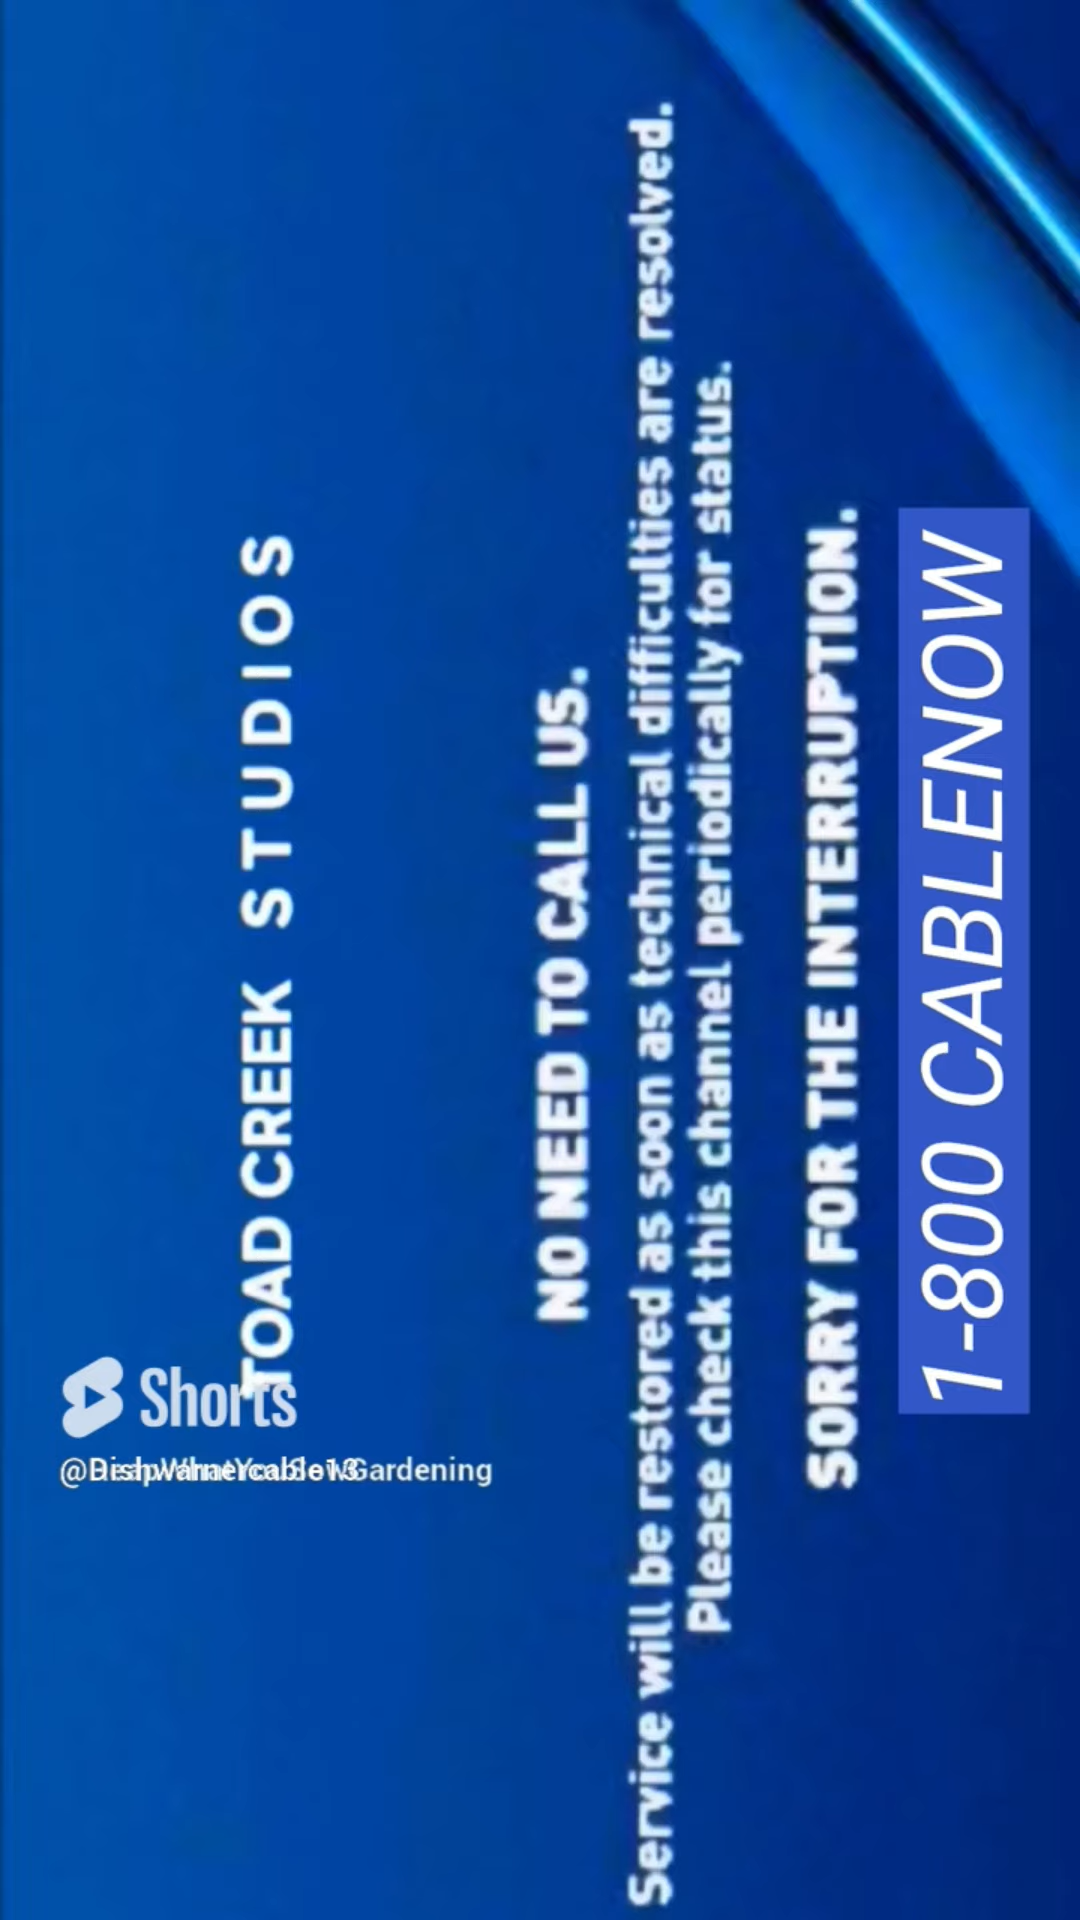 TOAD CREEK STUDIOS
NO NEED TO CALL US.
Service will be restored as soon as technical difficulties are resolved.
Please check this channel periodically for status.
SORRY FOR THE INTERRUPTION.
1-800 CABLENOW
Shorts